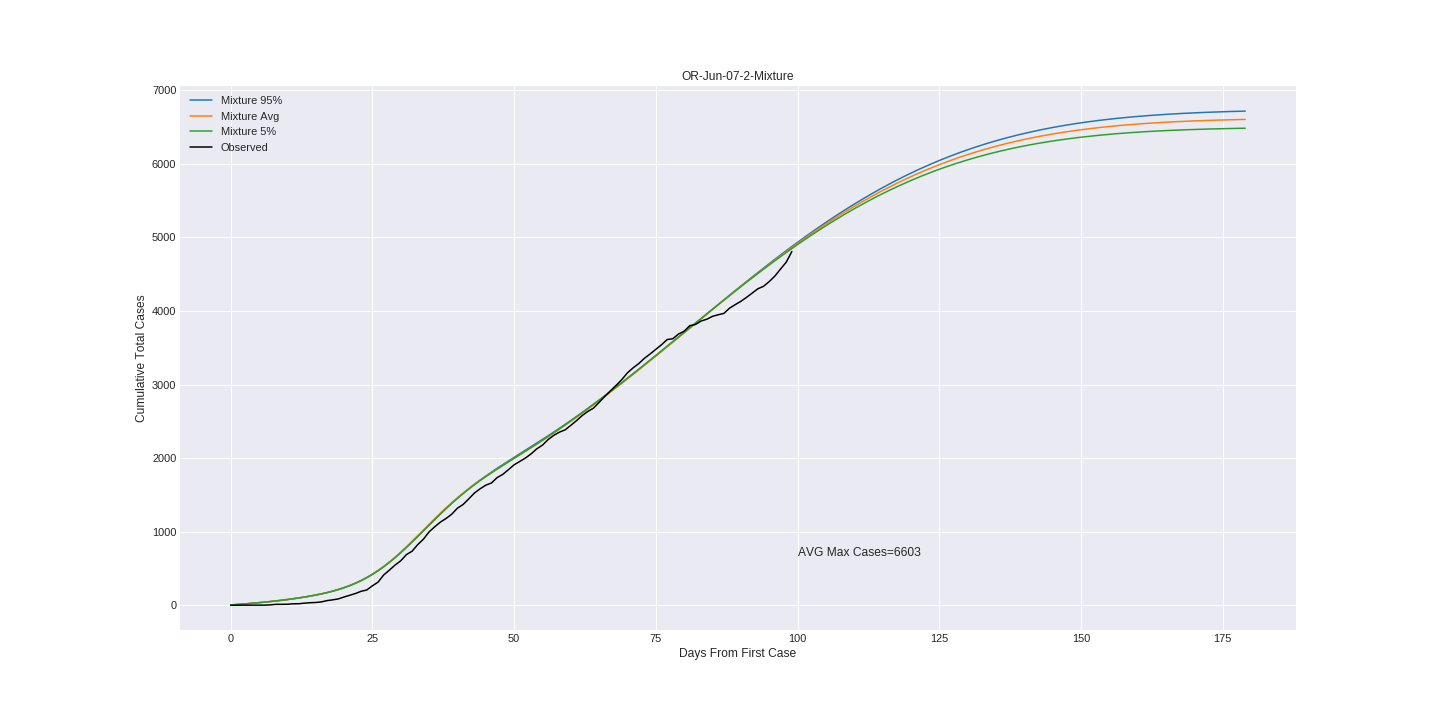 OR-Jun-07-2-Mixture
Mixture 95%
Mixture Avg
Mixture 5%
Observed
7000
6000
5000
4000
3000
2000
1000
0
Cumulative Total Cases
AVG Max Cases=6603
0 25 50 75 100 125 150 175
Days From First Case